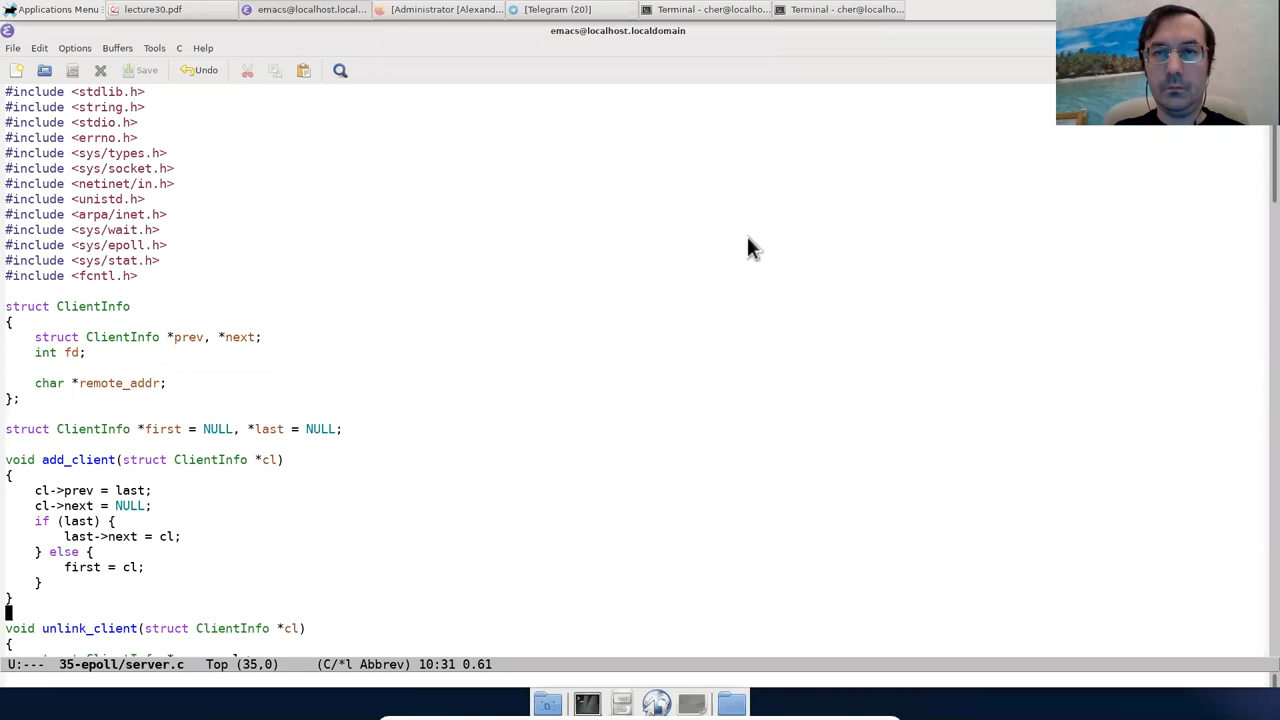 Applications Menu
lecture30.pdf
emacs@localhost.local...
[Administrator [Alexand...
[Telegram (20)]
Terminal - cher@localho...
Terminal - cher@localho...
emacs@localhost.localdomain
File Edit Options Buffers Tools C Help
Save Undo
#include <stdlib.h>
#include <string.h>
#include <stdio.h>
#include <errno.h>
#include <sys/types.h>
#include <sys/socket.h>
#include <netinet/in.h>
#include <unistd.h>
#include <arpa/inet.h>
#include <sys/wait.h>
#include <sys/epoll.h>
#include <sys/stat.h>
#include <fcntl.h>
struct ClientInfo
{
    struct ClientInfo *prev, *next;
    int fd;
    char *remote_addr;
};
struct ClientInfo *first = NULL, *last = NULL;
void add_client(struct ClientInfo *cl)
{
    cl->prev = last;
    cl->next = NULL;
    if (last) {
        last->next = cl;
    } else {
        first = cl;
    }
}
void unlink_client(struct ClientInfo *cl)
{
U:--- 35-epoll/server.c Top (35,0) (C/*l Abbrev) 10:31 0.61